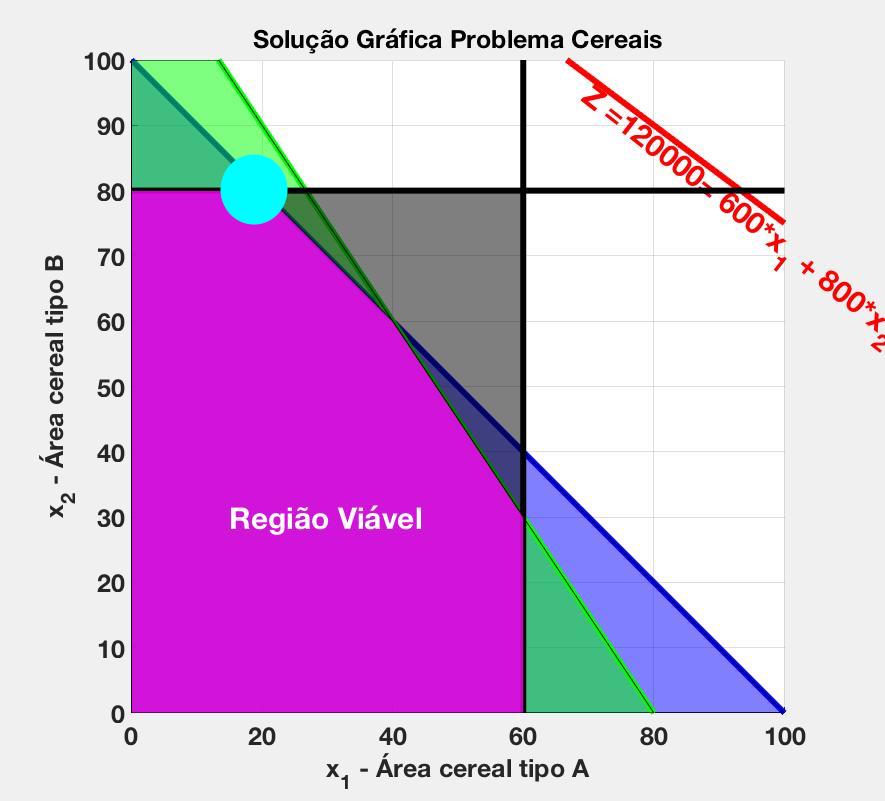 Solução Gráfica Problema Cereais
100
90
80
70
60
50
40
30
20
10
0
x2 - Área cereal tipo B
Z =120000= 600*x1 + 800*x2
Região Viável
0 20 40 60 80 100
x1 - Área cereal tipo A